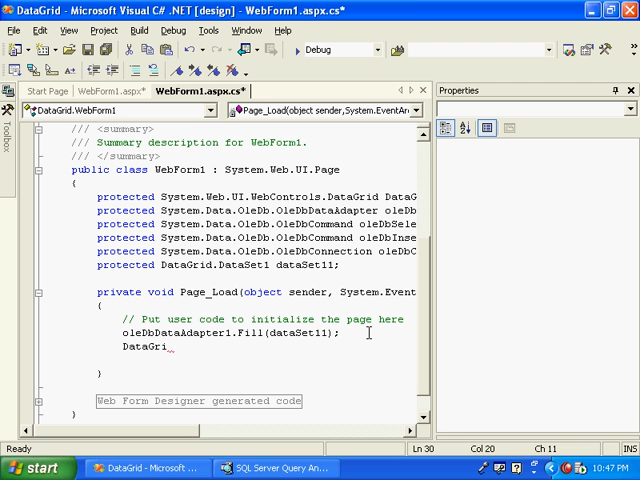 DataGrid - Microsoft Visual C# .NET [design] - WebForm1.aspx.cs*
File Edit View Project Build Debug Tools Window Help
Debug
Start Page WebForm1.aspx* WebForm1.aspx.cs*
DataGrid.WebForm1 Page_Load(object sender,System.EventAr
Properties
Toolbox
/// <summary>
/// Summary description for WebForm1.
/// </summary>
public class WebForm1 : System.Web.UI.Page
{
protected System.Web.UI.WebControls.DataGrid DataG
protected System.Data.OleDb.OleDbDataAdapter oleDb
protected System.Data.OleDb.OleDbCommand oleDbSele
protected System.Data.OleDb.OleDbCommand oleDbInse
protected System.Data.OleDb.OleDbConnection oleDbC
protected DataGrid.DataSet1 dataSet11;
private void Page_Load(object sender, System.Event
{
// Put user code to initialize the page here
oleDbDataAdapter1.Fill(dataSet11);
DataGri
}
Web Form Designer generated code
}
Ready Ln 30 Col 20 Ch 11 INS
start DataGrid - Microsoft ... SQL Server Query An... 10:47 PM